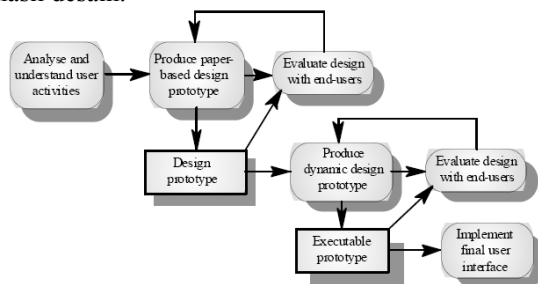 Analyse and
understand user
activities
Produce paper-
based design
prototype
Evaluate design
with end-users
Design
prototype
Produce
dynamic design
prototype
Evaluate design
with end-users
Executable
prototype
Implement
final user
interface